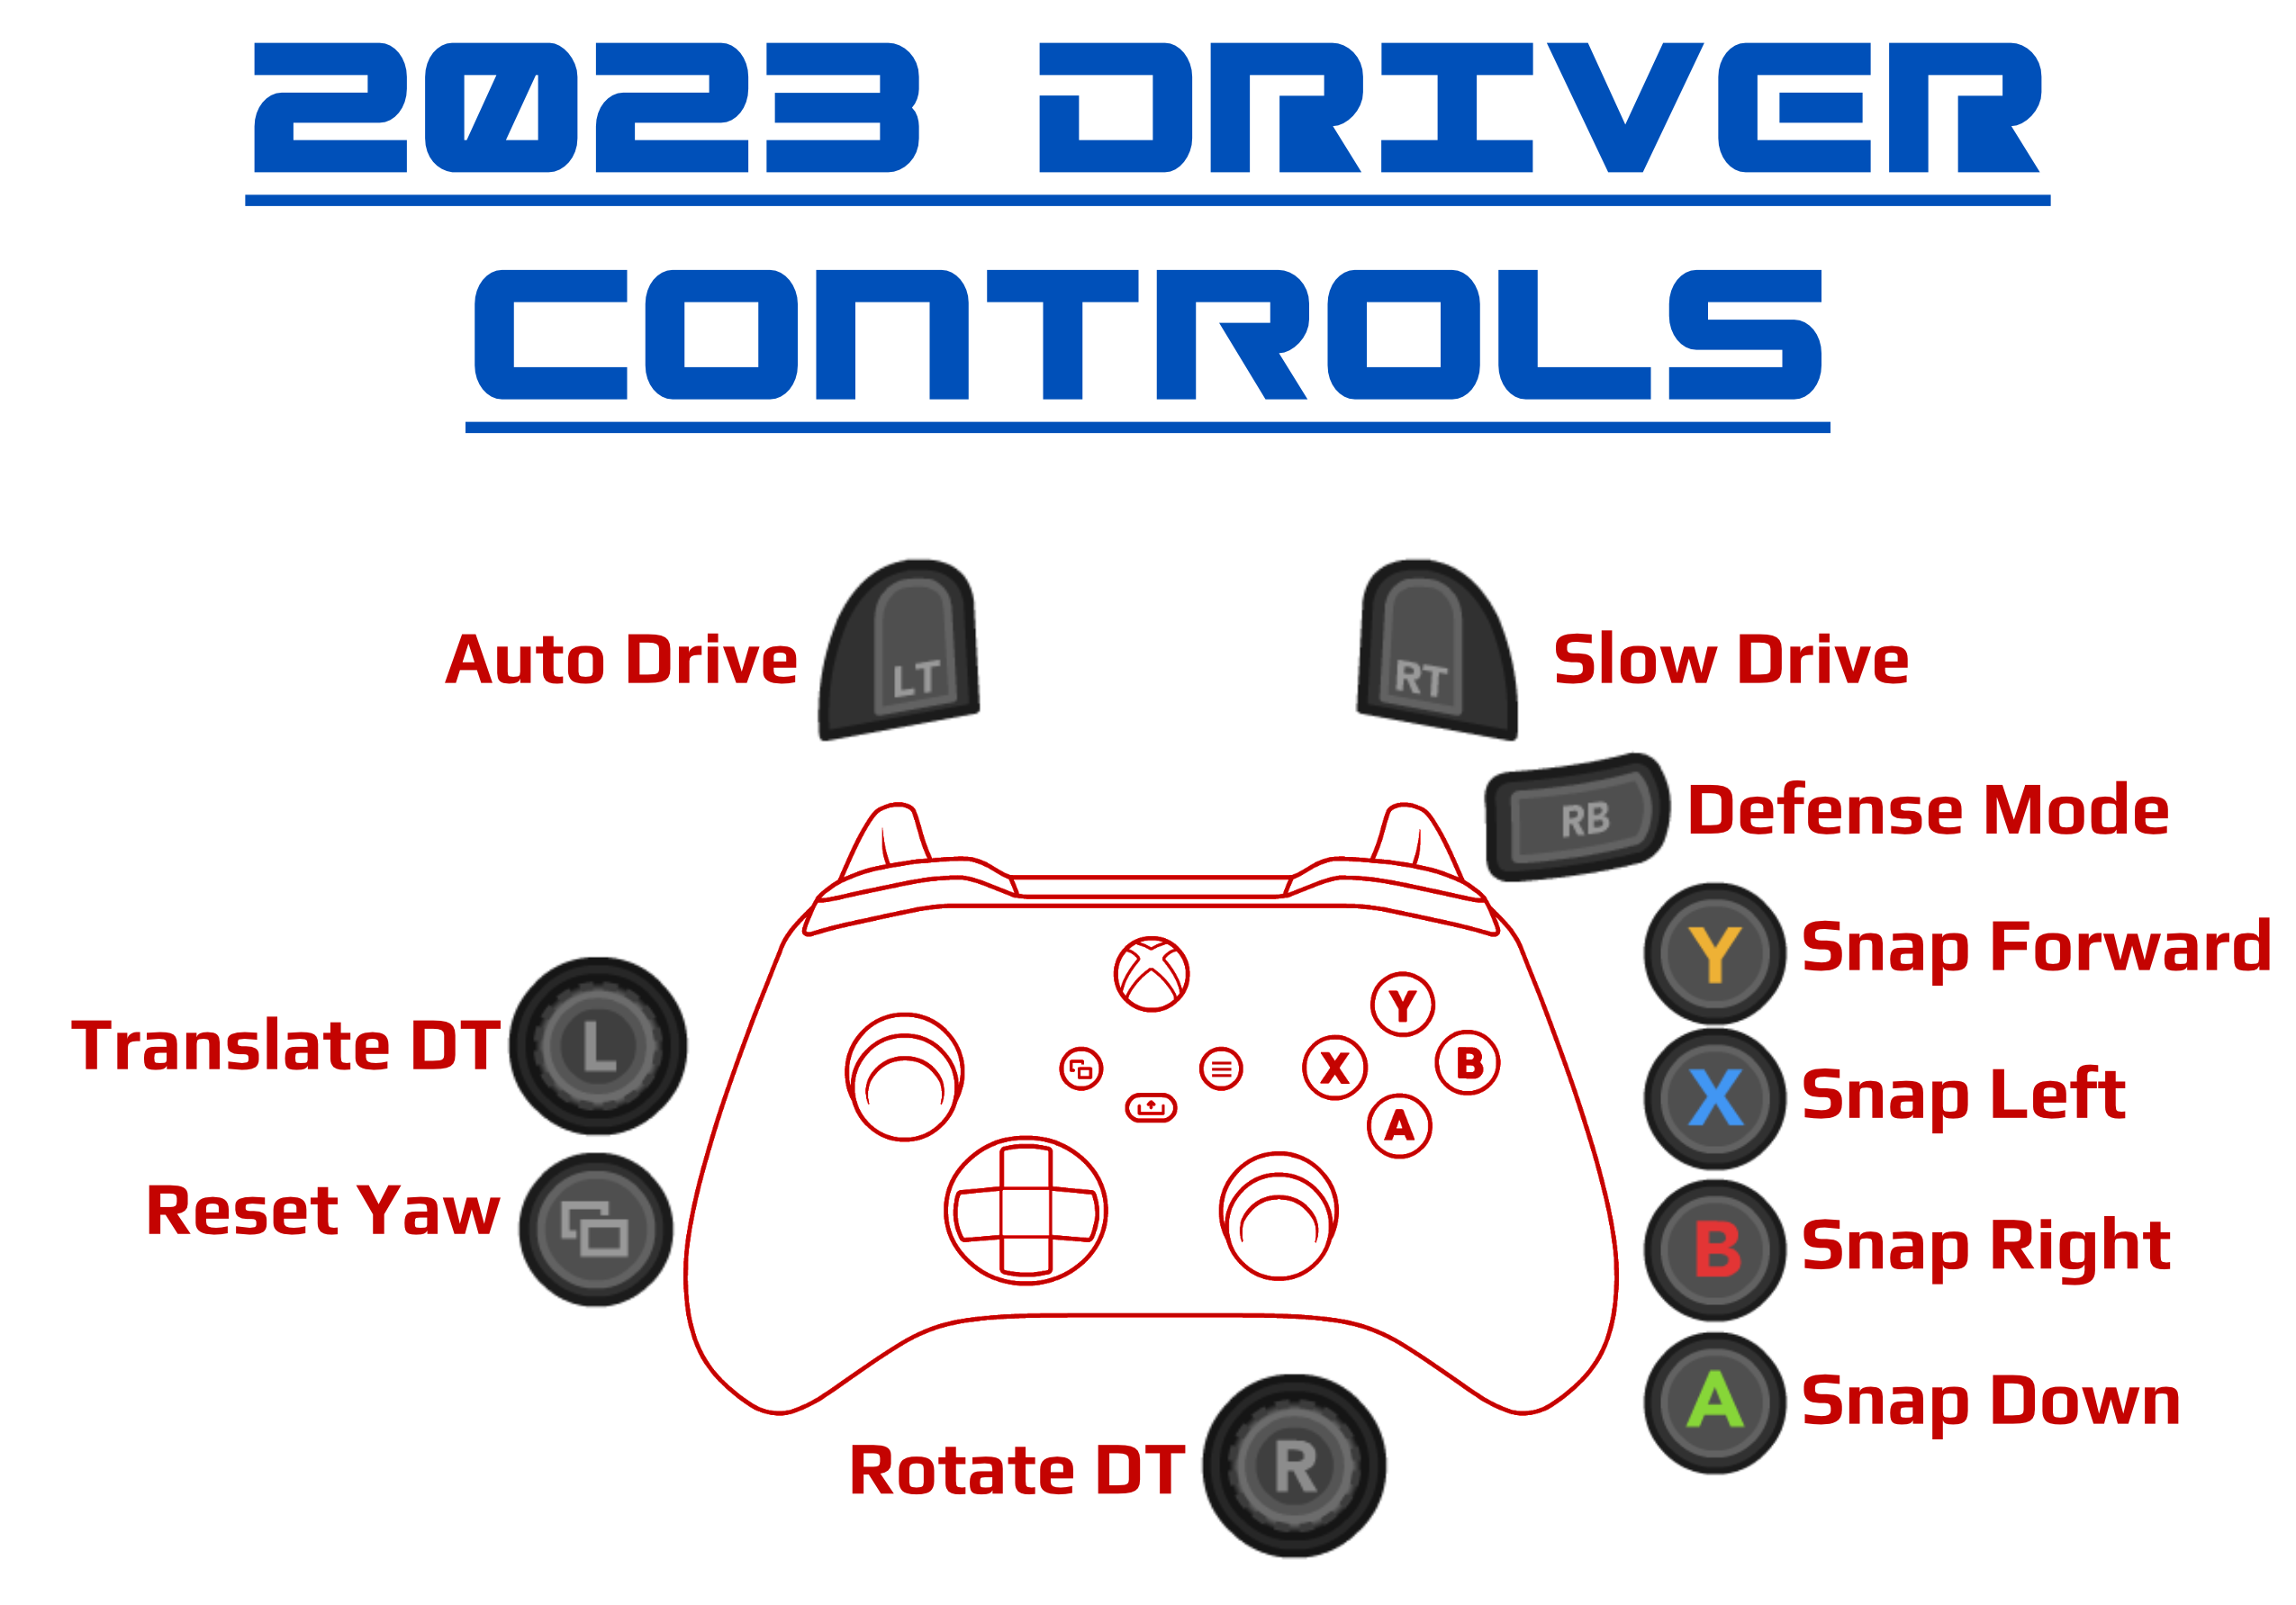 2023 DRIVER
CONTROLS
Auto Drive
LT
RT
Slow Drive
RB
Defense Mode
Y
Snap Forward
Translate DT
L
Y
X
B
A
X
Snap Left
Reset Yaw
B
Snap Right
A
Snap Down
Rotate DT
R